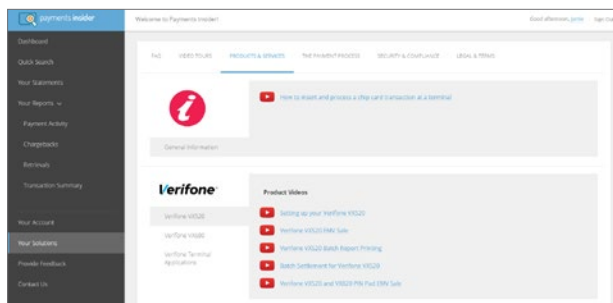 payments insider
Welcome to Payments Insider!
Good afternoon, Jamie Sign Out
Dashboard
Quick Search
Your Statements
Your Reports
Payment Activity
Chargebacks
Retrievals
Transaction Summary
Your Account
Your Solutions
Provide Feedback
Contact Us
FAQ VIDEO TOURS PRODUCTS & SERVICES THE PAYMENT PROCESS SECURITY & COMPLIANCE LEGAL & TERMS
i
How to insert and process a chip card transaction at a terminal
General Information
Verifone
Verifone VX520
Verifone VX680
Verifone Terminal
Applications
Product Videos
Setting up your Verifone VX520
Verifone VX520 EMV Sale
Verifone VX520 Batch Report Printing
Batch Settlement for Verifone VX520
Verifone VX520 and VX820 PIN Pad EMV Sale